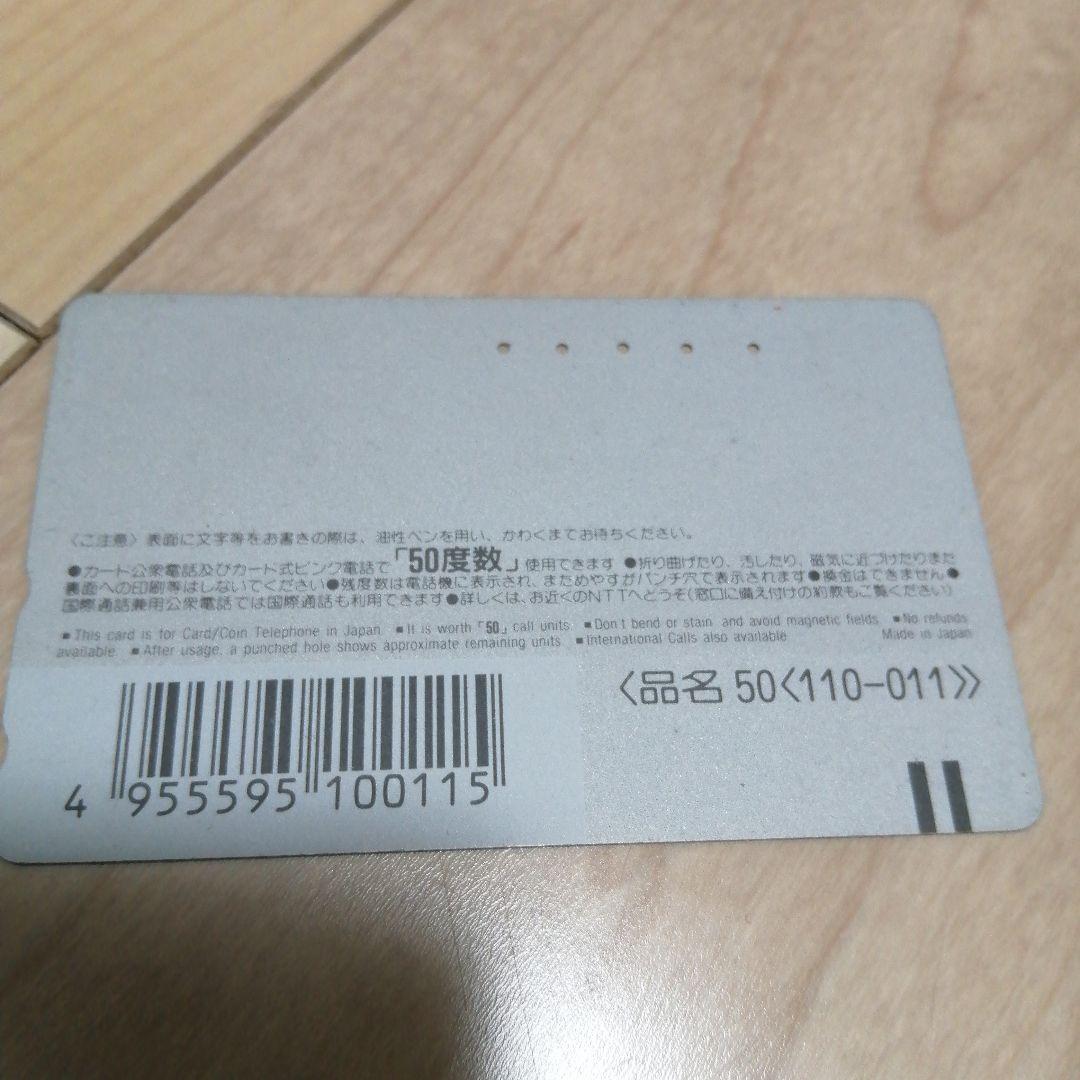 〈ご注意〉表面に文字等をお書きの際は、油性ペンを用い、かわくまでお待ちください。
●カード公衆電話及びカード式ピンク電話で「50度数」使用できます ●折り曲げたり、汚したり、磁気に近づけたりまた
裏面への印刷等はしないでください●残度数は電話機に表示され、まためやすがパンチ穴で表示されます●換金はできません●
国際通話兼用公衆電話では国際通話も利用できます●詳しくは、お近くのNTTへどうぞ(窓口に備え付けの約款もご覧ください)
■This card is for Card/Coin Telephone in Japan. ■It is worth「50」call units. ■Don't bend or stain and avoid magnetic fields. ■No refunds
available. ■After usage, a punched hole shows approximate remaining units. ■International Calls also available. Made in Japan
〈品名 50〈110-011〉〉
4 955595 100115